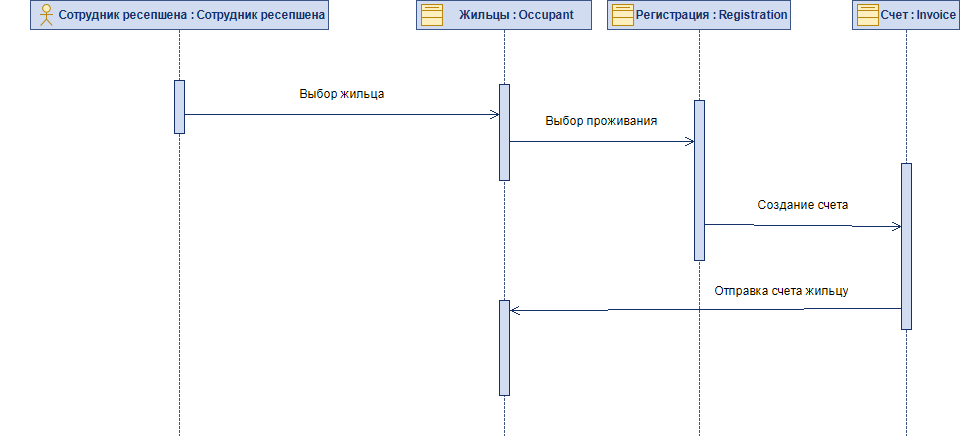 Сотрудник ресепшена : Сотрудник ресепшена
Жильцы : Occupant
Регистрация : Registration
Счет : Invoice
Выбор жильца
Выбор проживания
Создание счета
Отправка счета жильцу